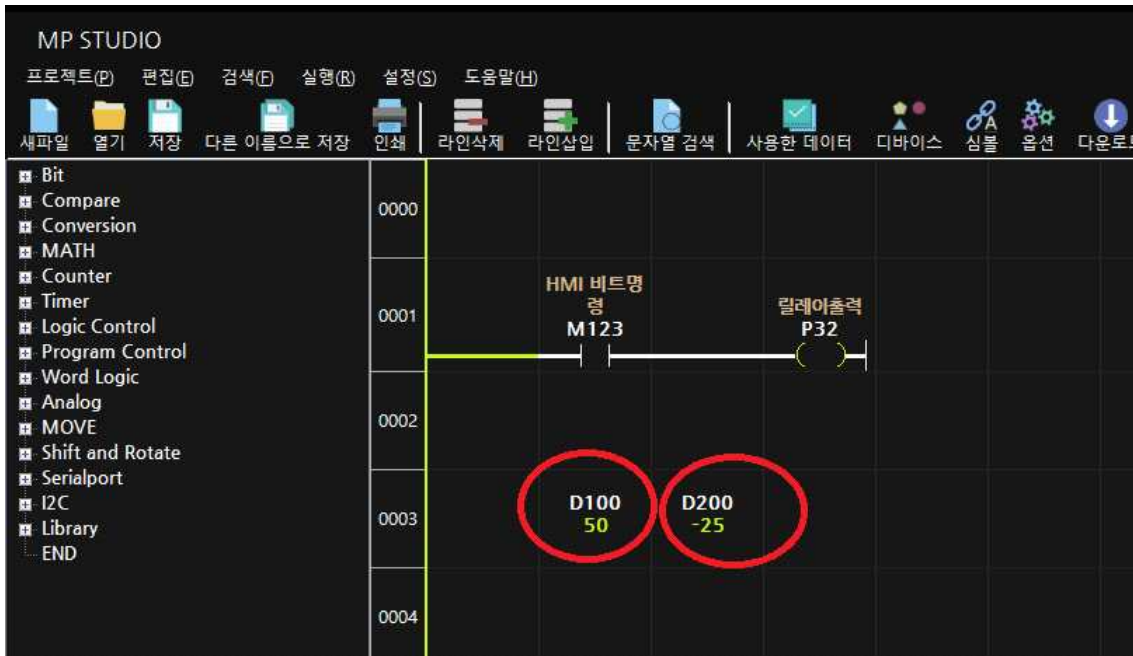 MP STUDIO
프로젝트(P) 편집(E) 검색(F) 실행(R) 설정(S) 도움말(H)
새파일 열기 저장 다른 이름으로 저장 인쇄 라인삭제 라인삽입 문자열 검색 사용한 데이터 디바이스 심볼 옵션 다운로드
Bit
Compare
Conversion
MATH
Counter
Timer
Logic Control
Program Control
Word Logic
Analog
MOVE
Shift and Rotate
Serialport
I2C
Library
END
0000
0001
HMI 비트명
령
M123
릴레이출력
P32
0002
0003
D100 D200
50 -25
0004